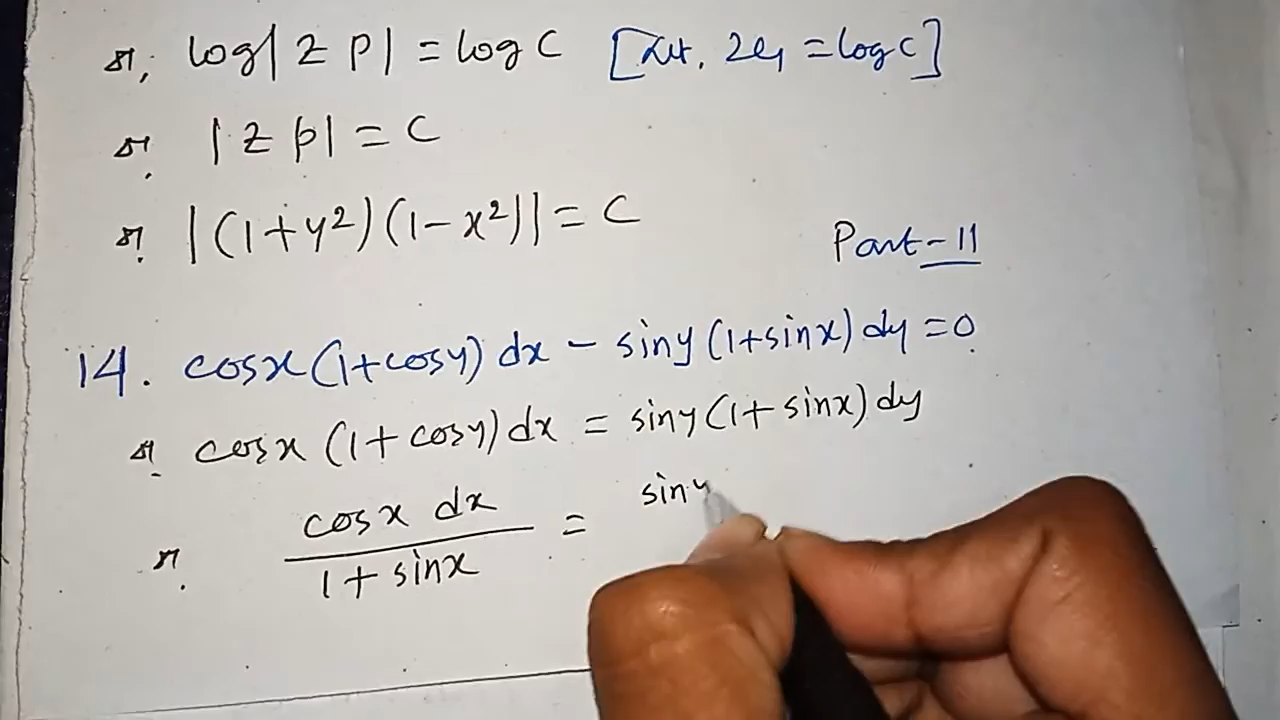 বা, log|z p| = log c [ধরি, 2c₁ = log c]
বা, |z p| = c
বা, |(1+y²)(1-x²)| = c
Part-11
14. cosx(1+cosy) dx - siny(1+sinx) dy = 0
বা, cosx (1+cosy) dx = siny(1+sinx) dy
বা, cosx dx / 1+sinx = siny